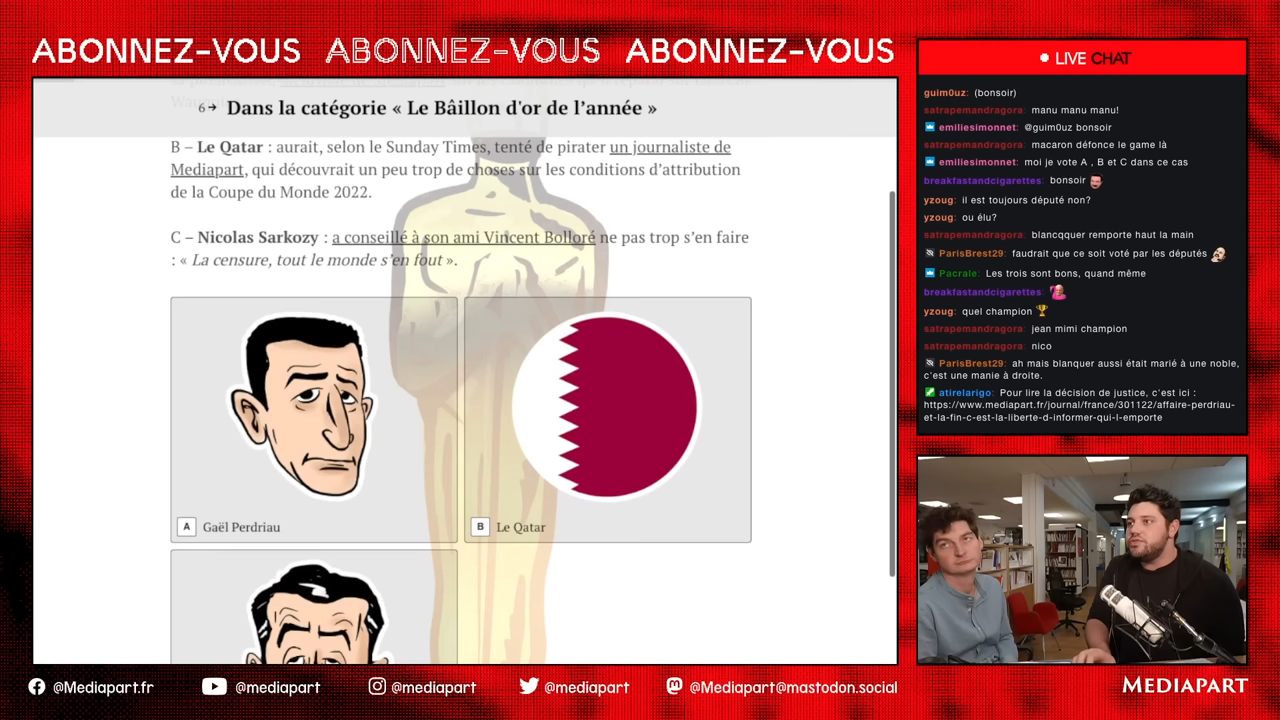 ABONNEZ-VOUS ABONNEZ-VOUS ABONNEZ-VOUS
6→ Dans la catégorie « Le Bâillon d'or de l’année »
B – Le Qatar : aurait, selon le Sunday Times, tenté de pirater un journaliste de
Mediapart, qui découvrait un peu trop de choses sur les conditions d’attribution
de la Coupe du Monde 2022.
C – Nicolas Sarkozy : a conseillé à son ami Vincent Bolloré ne pas trop s’en faire
: « La censure, tout le monde s’en fout ».
A Gaël Perdriau
B Le Qatar
LIVE CHAT
guim0uz: (bonsoir)
satrapemandragora: manu manu manu!
emiliesimonnet: @guim0uz bonsoir
satrapemandragora: macaron défonce le game là
emiliesimonnet: moi je vote A , B et C dans ce cas
breakfastandcigarettes: bonsoir
yzoug: il est toujours député non?
yzoug: ou élu?
satrapemandragora: blancqquer remporte haut la main
ParisBrest29: faudrait que ce soit voté par les députés
Pacrale: Les trois sont bons, quand même
breakfastandcigarettes:
yzoug: quel champion 🏆
satrapemandragora: jean mimi champion
satrapemandragora: nico
ParisBrest29: ah mais blanquer aussi était marié à une noble,
c’est une manie à droite.
atirelarigo: Pour lire la décision de justice, c’est ici :
https://www.mediapart.fr/journal/france/301122/affaire-perdriau-
et-la-fin-c-est-la-liberte-d-informer-qui-l-emporte
@Mediapart.fr @mediapart @mediapart @mediapart @Mediapart@mastodon.social
MEDIAPART